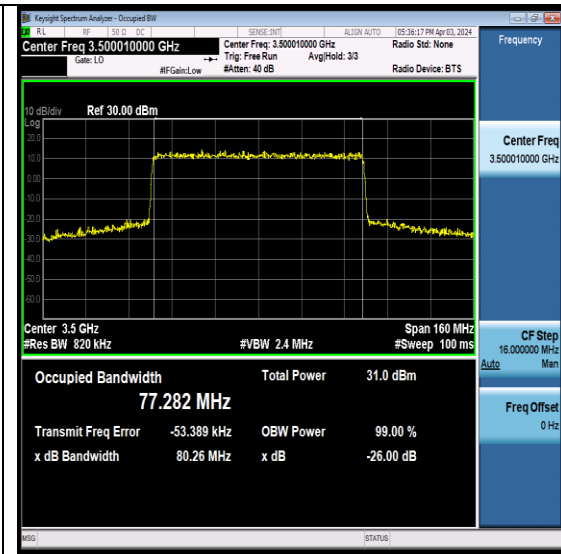 Keysight Spectrum Analyzer - Occupied BW
RL RF 50 Ω DC SENSE:INT ALIGN AUTO 05:36:17 PM Apr 03, 2024
Center Freq 3.500010000 GHz Center Freq: 3.500010000 GHz Radio Std: None
Gate: LO Trig: Free Run Avg|Hold: 3/3
#IFGain:Low #Atten: 40 dB Radio Device: BTS
Frequency
10 dB/div Ref 30.00 dBm
Log
20.0
10.0
0.00
-10.0
-20.0
-30.0
-40.0
-50.0
-60.0
Center 3.5 GHz Span 160 MHz
#Res BW 820 kHz #VBW 2.4 MHz #Sweep 100 ms
Center Freq
3.500010000 GHz
CF Step
16.000000 MHz
Auto Man
Freq Offset
0 Hz
Occupied Bandwidth Total Power 31.0 dBm
77.282 MHz
Transmit Freq Error -53.389 kHz OBW Power 99.00 %
x dB Bandwidth 80.26 MHz x dB -26.00 dB
MSG STATUS